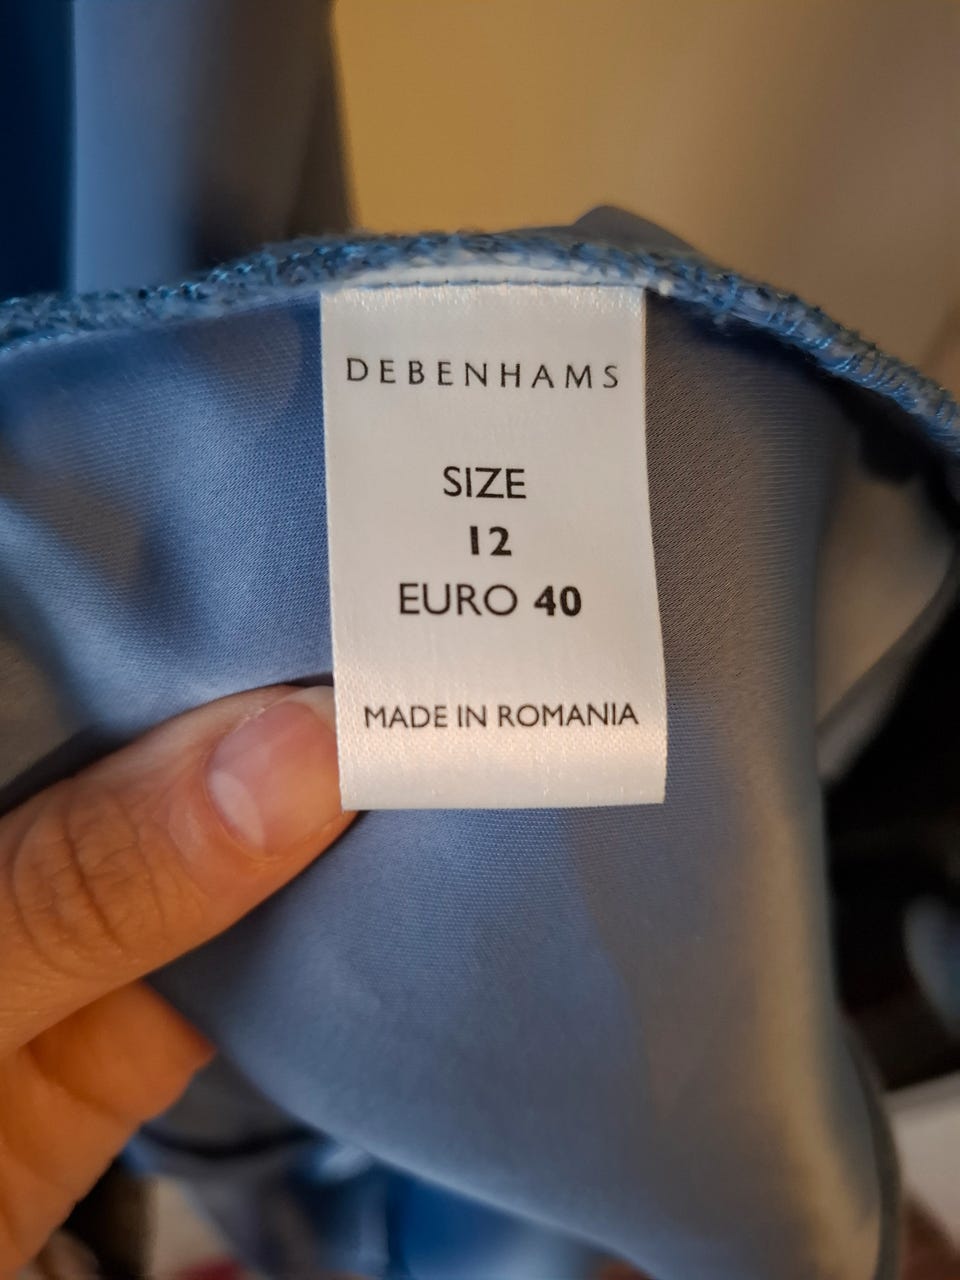 DEBENHAMS
SIZE
12
EURO 40
MADE IN ROMANIA